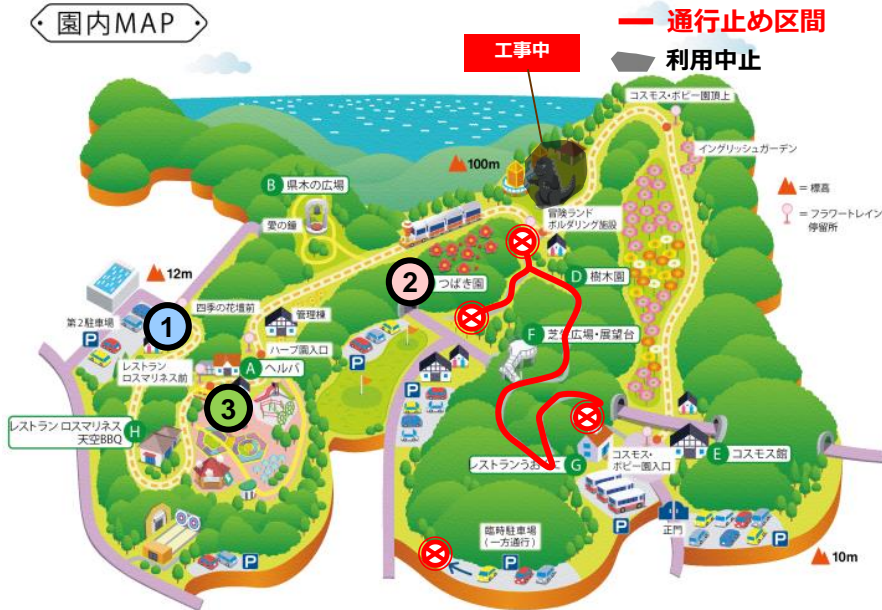 園内MAP
通行止め区間
利用中止
工事中
コスモス・ポピー園頂上
イングリッシュガーデン
100m
＝標高
＝フラワートレイン
停留所
B 県木の広場
愛の鐘
冒険ランド
ボルダリング施設
12m
2
つばき園
D 樹木園
四季の花壇前
1
管理棟
第2駐車場
P
F 芝生広場・展望台
ハーブ園入口
P
レストラン
ロスマリネス前
A ヘルバ
3
P
レストラン ロスマリネス
天空BBQ
H
コスモス・
ポピー園入口
E コスモス館
レストランうお
G
正門
臨時駐車場
（一方通行）
P
P
P
P
10m